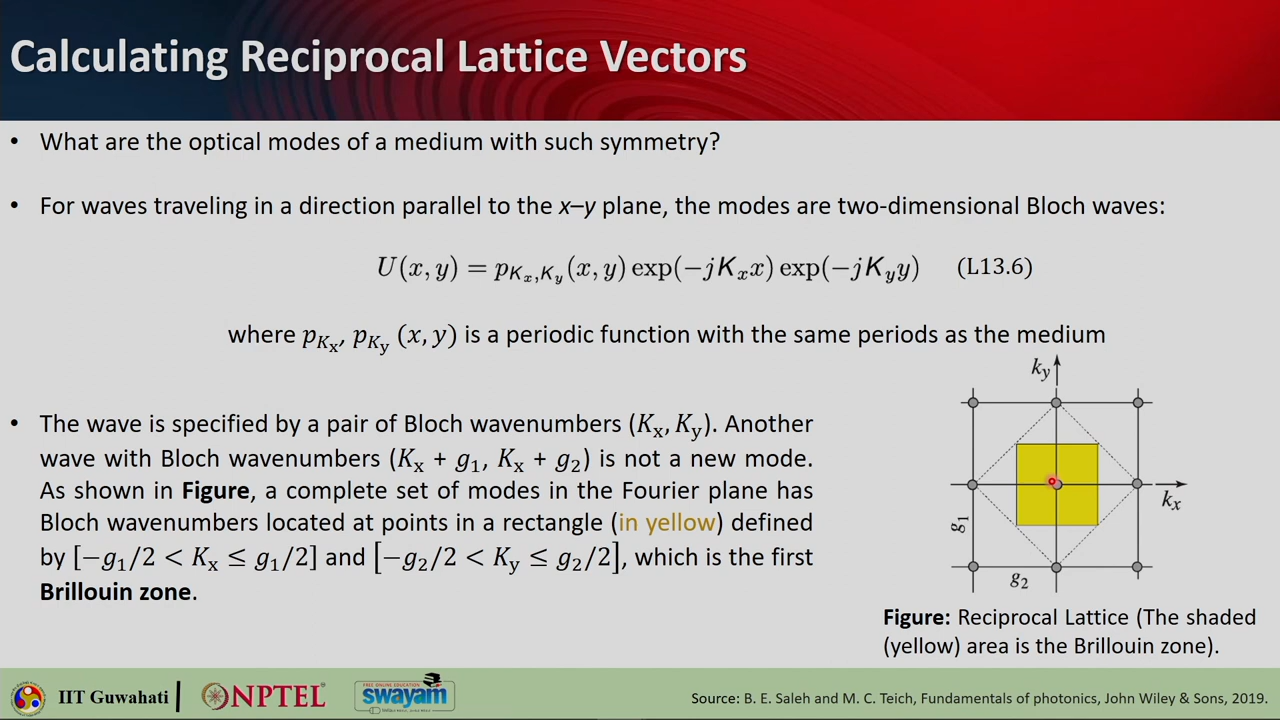 Calculating Reciprocal Lattice Vectors
• What are the optical modes of a medium with such symmetry?
• For waves traveling in a direction parallel to the x–y plane, the modes are two-dimensional Bloch waves:
U(x, y) = p_{K_x,K_y}(x, y) exp(−jK_x x) exp(−jK_y y) (L13.6)
where p_{K_x}, p_{K_y} (x, y) is a periodic function with the same periods as the medium
• The wave is specified by a pair of Bloch wavenumbers (K_x, K_y). Another
wave with Bloch wavenumbers (K_x + g_1, K_x + g_2) is not a new mode.
As shown in Figure, a complete set of modes in the Fourier plane has
Bloch wavenumbers located at points in a rectangle (in yellow) defined
by [−g_1/2 < K_x ≤ g_1/2] and [−g_2/2 < K_y ≤ g_2/2], which is the first
Brillouin zone.
k_y
k_x
g_1
g_2
Figure: Reciprocal Lattice (The shaded
(yellow) area is the Brillouin zone).
IIT Guwahati
NPTEL
FREE ONLINE EDUCATION
swayam
Source: B. E. Saleh and M. C. Teich, Fundamentals of photonics, John Wiley & Sons, 2019.